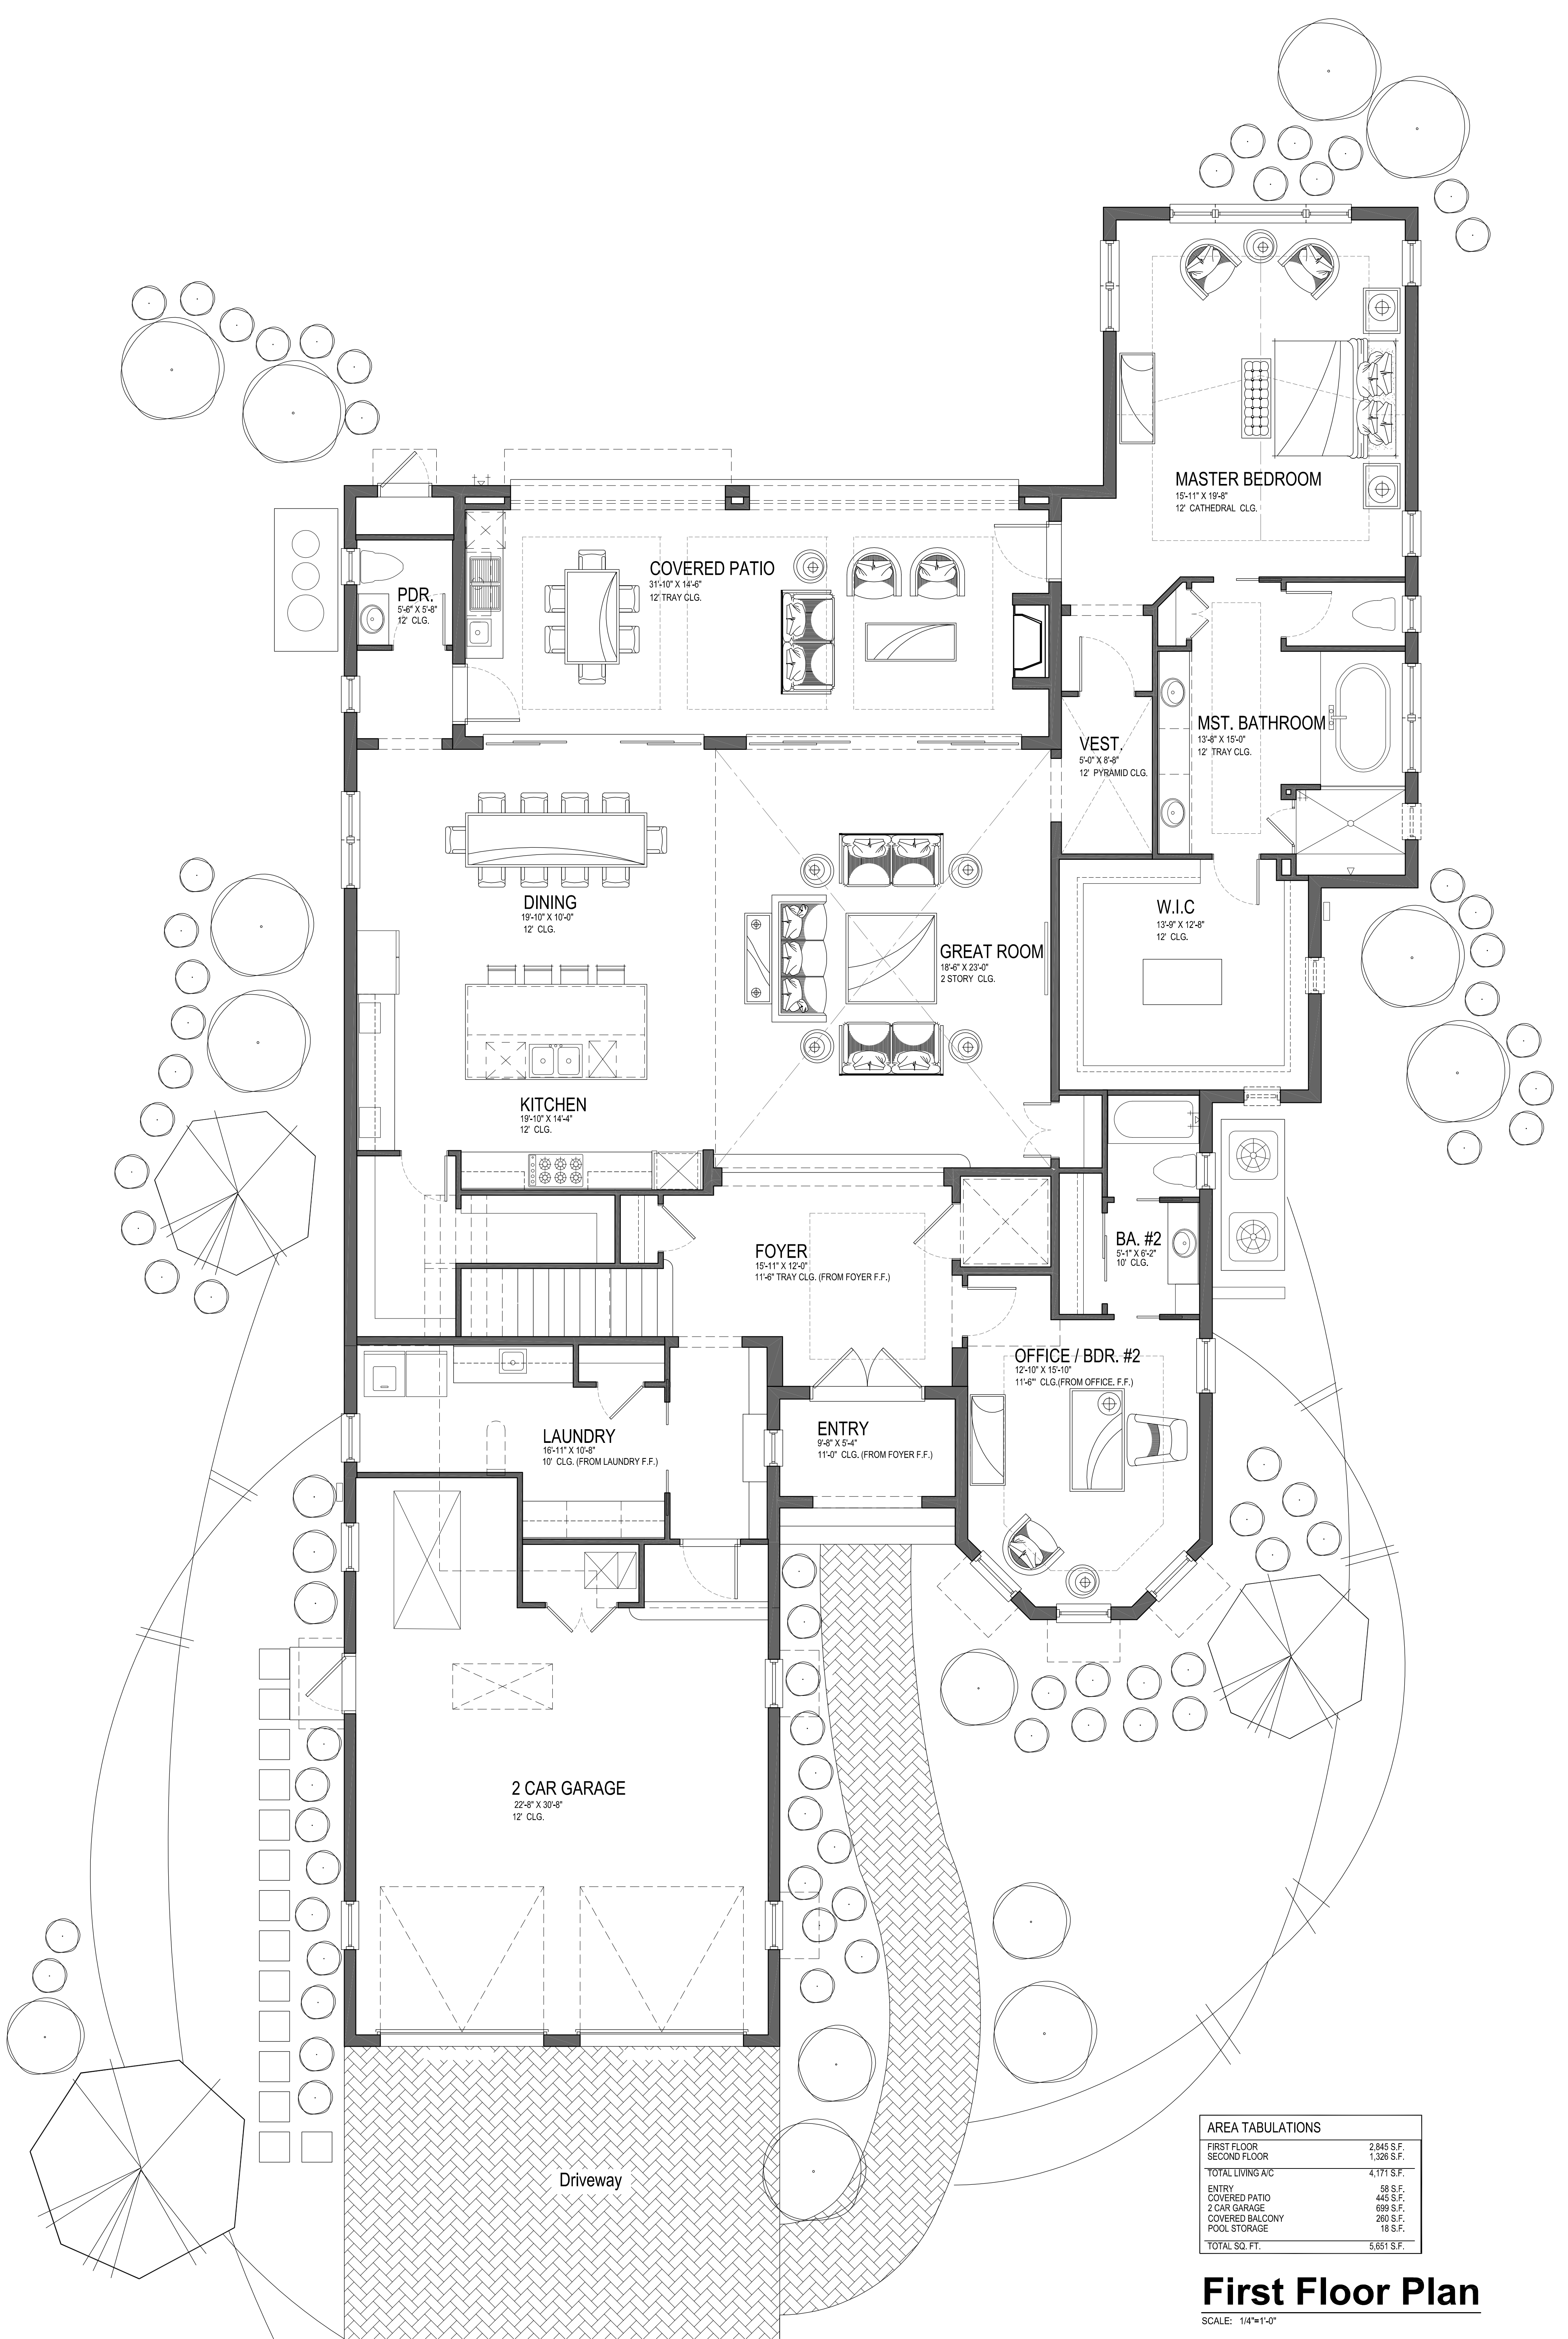 MASTER BEDROOM
15'-11" X 19'-8"
12' CATHEDRAL CLG.
COVERED PATIO
31'-10" X 14'-6"
12' TRAY CLG.
PDR.
5'-6" X 5'-8"
12' CLG.
MST. BATHROOM
13'-8" X 15'-0"
12' TRAY CLG.
VEST.
5'-0" X 8'-8"
12' PYRAMID CLG.
DINING
19'-10" X 10'-0"
12' CLG.
W.I.C
13'-9" X 12'-8"
12' CLG.
GREAT ROOM
18'-6" X 23'-0"
2 STORY CLG.
KITCHEN
19'-10" X 14'-4"
12' CLG.
FOYER
15'-11" X 12'-0"
11'-6" TRAY CLG. (FROM FOYER F.F.)
BA. #2
5'-1" X 6'-2"
10' CLG.
OFFICE / BDR. #2
12'-10" X 15'-10"
11'-6'" CLG.(FROM OFFICE. F.F.)
LAUNDRY
16'-11" X 10'-8"
10' CLG. (FROM LAUNDRY F.F.)
ENTRY
9'-8" X 5'-4"
11'-0" CLG. (FROM FOYER F.F.)
2 CAR GARAGE
22'-8" X 30'-8"
12' CLG.
Driveway
AREA TABULATIONS
FIRST FLOOR 2,845 S.F.
SECOND FLOOR 1,326 S.F.
TOTAL LIVING A/C 4,171 S.F.
ENTRY 58 S.F.
COVERED PATIO 445 S.F.
2 CAR GARAGE 699 S.F.
COVERED BALCONY 260 S.F.
POOL STORAGE 18 S.F.
TOTAL SQ. FT. 5,651 S.F.
First Floor Plan
SCALE: 1/4"=1'-0"